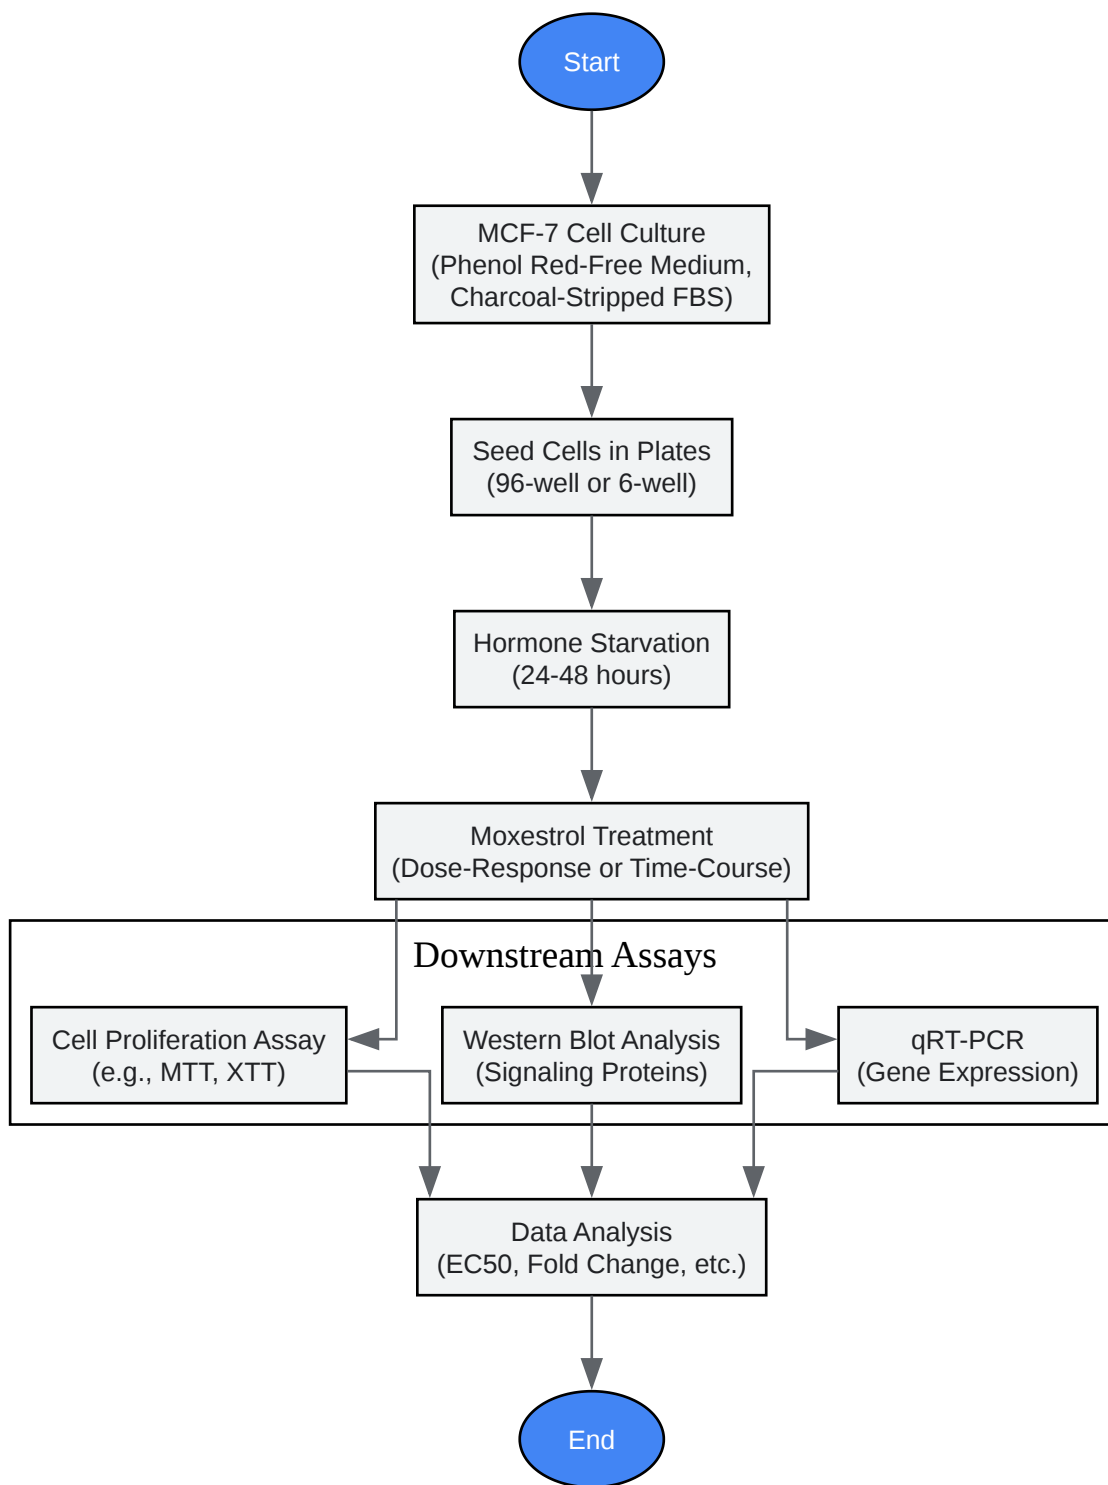 Start
MCF-7 Cell Culture
(Phenol Red-Free Medium,
Charcoal-Stripped FBS)
Seed Cells in Plates
(96-well or 6-well)
Hormone Starvation
(24-48 hours)
Moxestrol Treatment
(Dose-Response or Time-Course)
Downstream Assays
Cell Proliferation Assay
(e.g., MTT, XTT)
Western Blot Analysis
(Signaling Proteins)
qRT-PCR
(Gene Expression)
Data Analysis
(EC50, Fold Change, etc.)
End